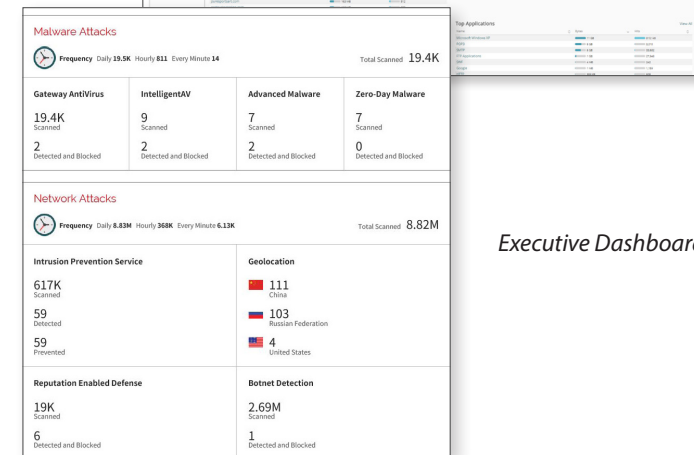 Top Applications
View All
Malware Attacks
Frequency Daily 19.5K Hourly 811 Every Minute 14
Total Scanned 19.4K
Gateway AntiVirus
19.4K
Scanned
2
Detected and Blocked
IntelligentAV
9
Scanned
2
Detected and Blocked
Advanced Malware
7
Scanned
2
Detected and Blocked
Zero-Day Malware
7
Scanned
0
Detected and Blocked
Network Attacks
Frequency Daily 8.83M Hourly 368K Every Minute 6.13K
Total Scanned 8.82M
Intrusion Prevention Service
617K
Scanned
59
Detected
59
Prevented
Geolocation
111
China
103
Russian Federation
4
United States
Reputation Enabled Defense
19K
Scanned
6
Detected and Blocked
Botnet Detection
2.69M
Scanned
1
Detected and Blocked
Executive Dashboar